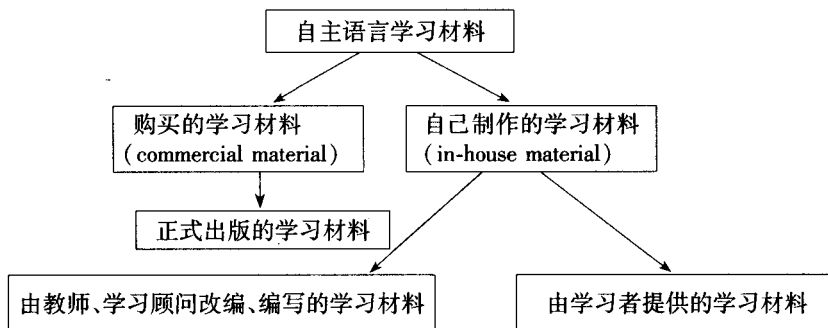 自主语言学习材料
购买的学习材料
(commercial material)
自己制作的学习材料
(in-house material)
正式出版的学习材料
由教师、学习顾问改编、编写的学习材料
由学习者提供的学习材料